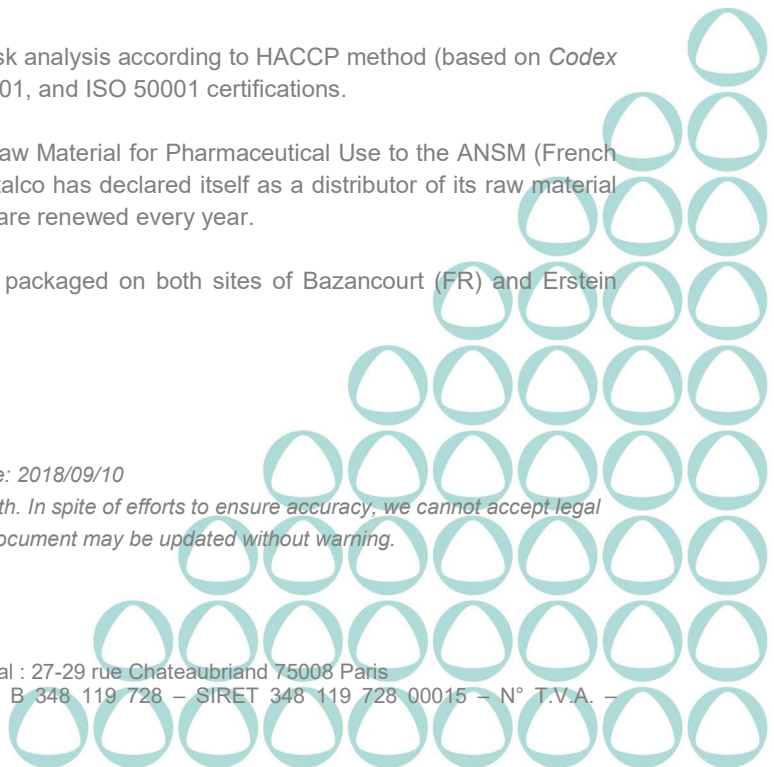 sk analysis according to HACCP method (based on Codex
01, and ISO 50001 certifications.
aw Material for Pharmaceutical Use to the ANSM (French
talco has declared itself as a distributor of its raw material
are renewed every year.
packaged on both sites of Bazancourt (FR) and Erstein
e: 2018/09/10
th. In spite of efforts to ensure accuracy, we cannot accept legal
ocument may be updated without warning.
al : 27-29 rue Chateaubriand 75008 Paris
B 348 119 728 – SIRET 348 119 728 00015 – N° T.V.A. –